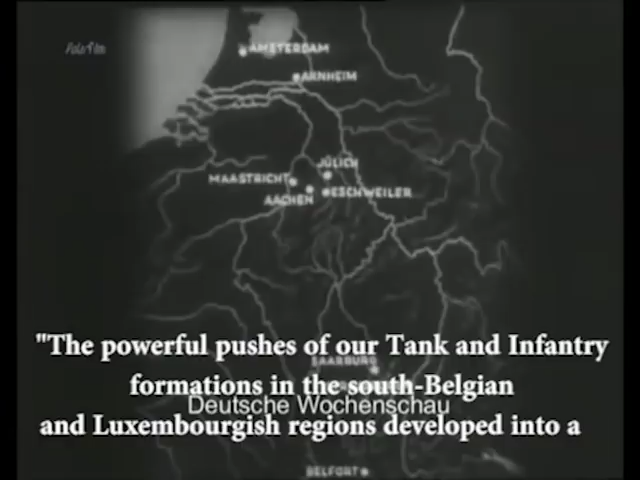 Polarfilm
AMSTERDAM
ARNHEIM
JÜLICH
MAASTRICHT
ESCHWEILER
AACHEN
"The powerful pushes of our Tank and Infantry
SAARBURG
formations in the south-Belgian
Deutsche Wochenschau
and Luxembourgish regions developed into a
BELFORT